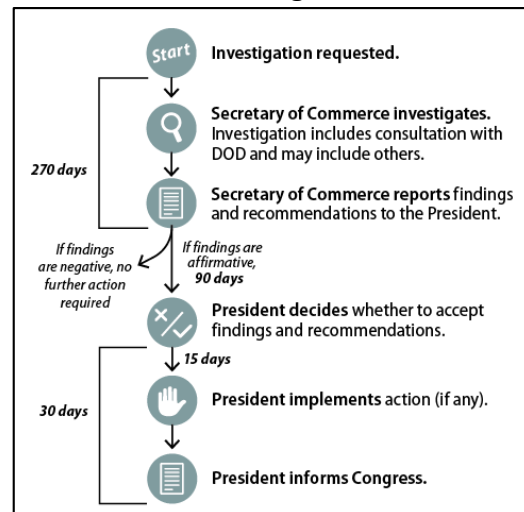 Start
Investigation requested.
Secretary of Commerce investigates.
Investigation includes consultation with
DOD and may include others.
270 days
Secretary of Commerce reports findings
and recommendations to the President.
If findings
are negative, no
further action
required
If findings are
affirmative,
90 days
President decides whether to accept
findings and recommendations.
15 days
30 days
President implements action (if any).
President informs Congress.